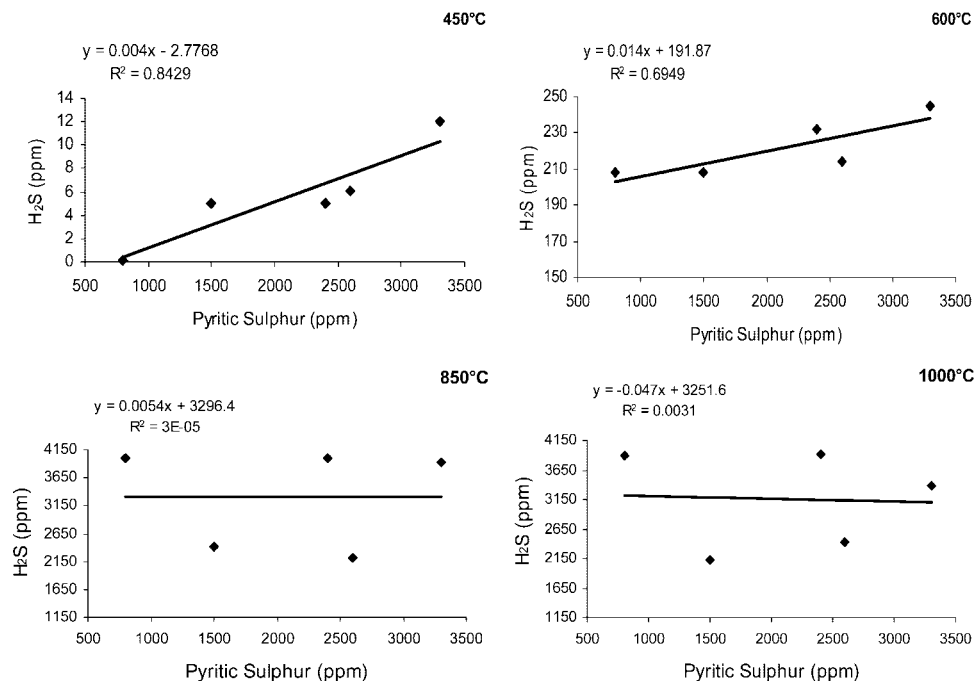 450°C
y = 0.004x - 2.7768
R² = 0.8429
14
12
10
8
6
4
2
0
H₂S (ppm)
500 1000 1500 2000 2500 3000 3500
Pyritic Sulphur (ppm)
600°C
y = 0.014x + 191.87
R² = 0.6949
250
230
210
190
170
150
H₂S (ppm)
500 1000 1500 2000 2500 3000 3500
Pyritic Sulphur (ppm)
850°C
y = 0.0054x + 3296.4
R² = 3E-05
4150
3650
3150
2650
2150
1650
1150
H₂S (ppm)
500 1000 1500 2000 2500 3000 3500
Pyritic Sulphur (ppm)
1000°C
y = -0.047x + 3251.6
R² = 0.0031
4150
3650
3150
2650
2150
1650
1150
H₂S (ppm)
500 1000 1500 2000 2500 3000 3500
Pyritic Sulphur (ppm)